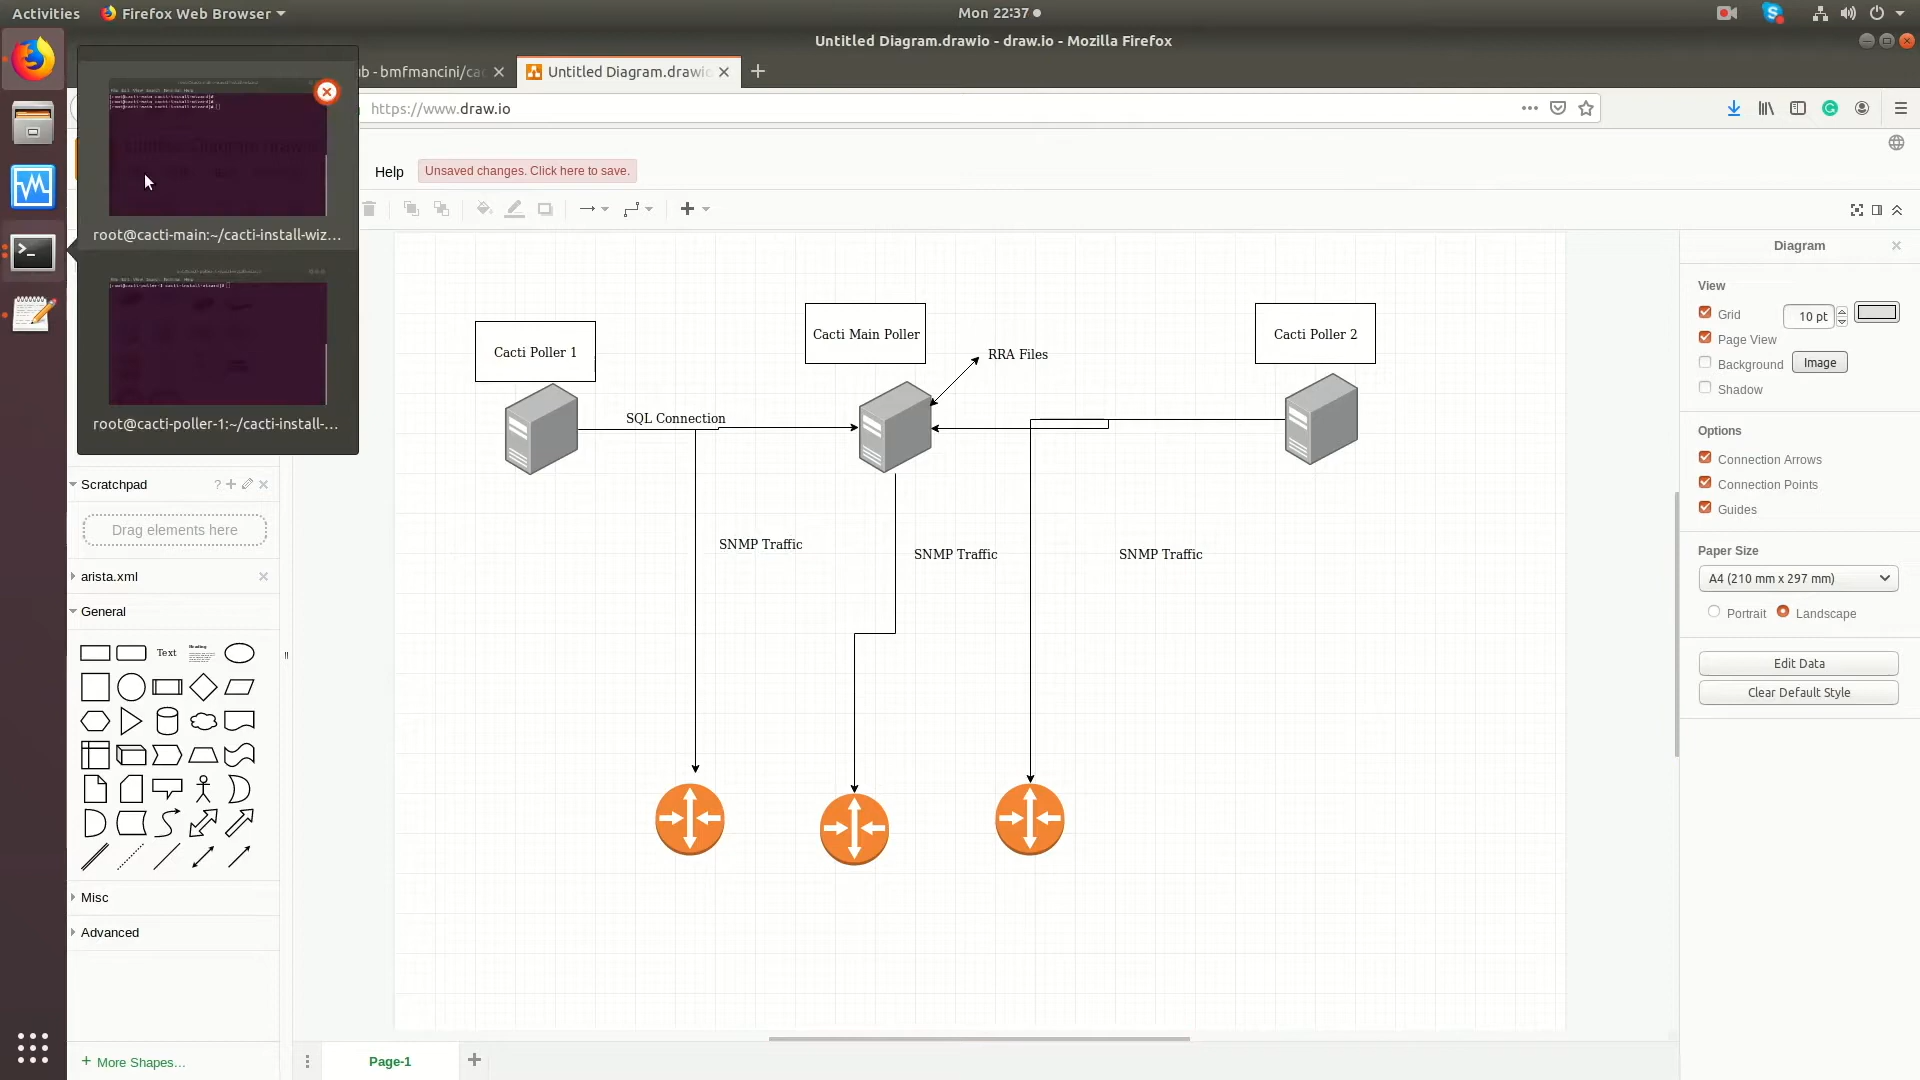 Activities
Firefox Web Browser
Mon 22:37
Untitled Diagram.drawio - draw.io - Mozilla Firefox
ub - bmfmancini/cac
Untitled Diagram.drawio
https://www.draw.io
Help
Unsaved changes. Click here to save.
root@cacti-main:~/cacti-install-wiz...
root@cacti-poller-1:~/cacti-install-...
Scratchpad
?
Drag elements here
arista.xml
General
Text
Heading
Misc
Advanced
+ More Shapes...
Cacti Poller 1
Cacti Main Poller
Cacti Poller 2
RRA Files
SQL Connection
SNMP Traffic
SNMP Traffic
SNMP Traffic
Page-1
Diagram
View
Grid
10 pt
Page View
Background
Image
Shadow
Options
Connection Arrows
Connection Points
Guides
Paper Size
A4 (210 mm x 297 mm)
Portrait
Landscape
Edit Data
Clear Default Style